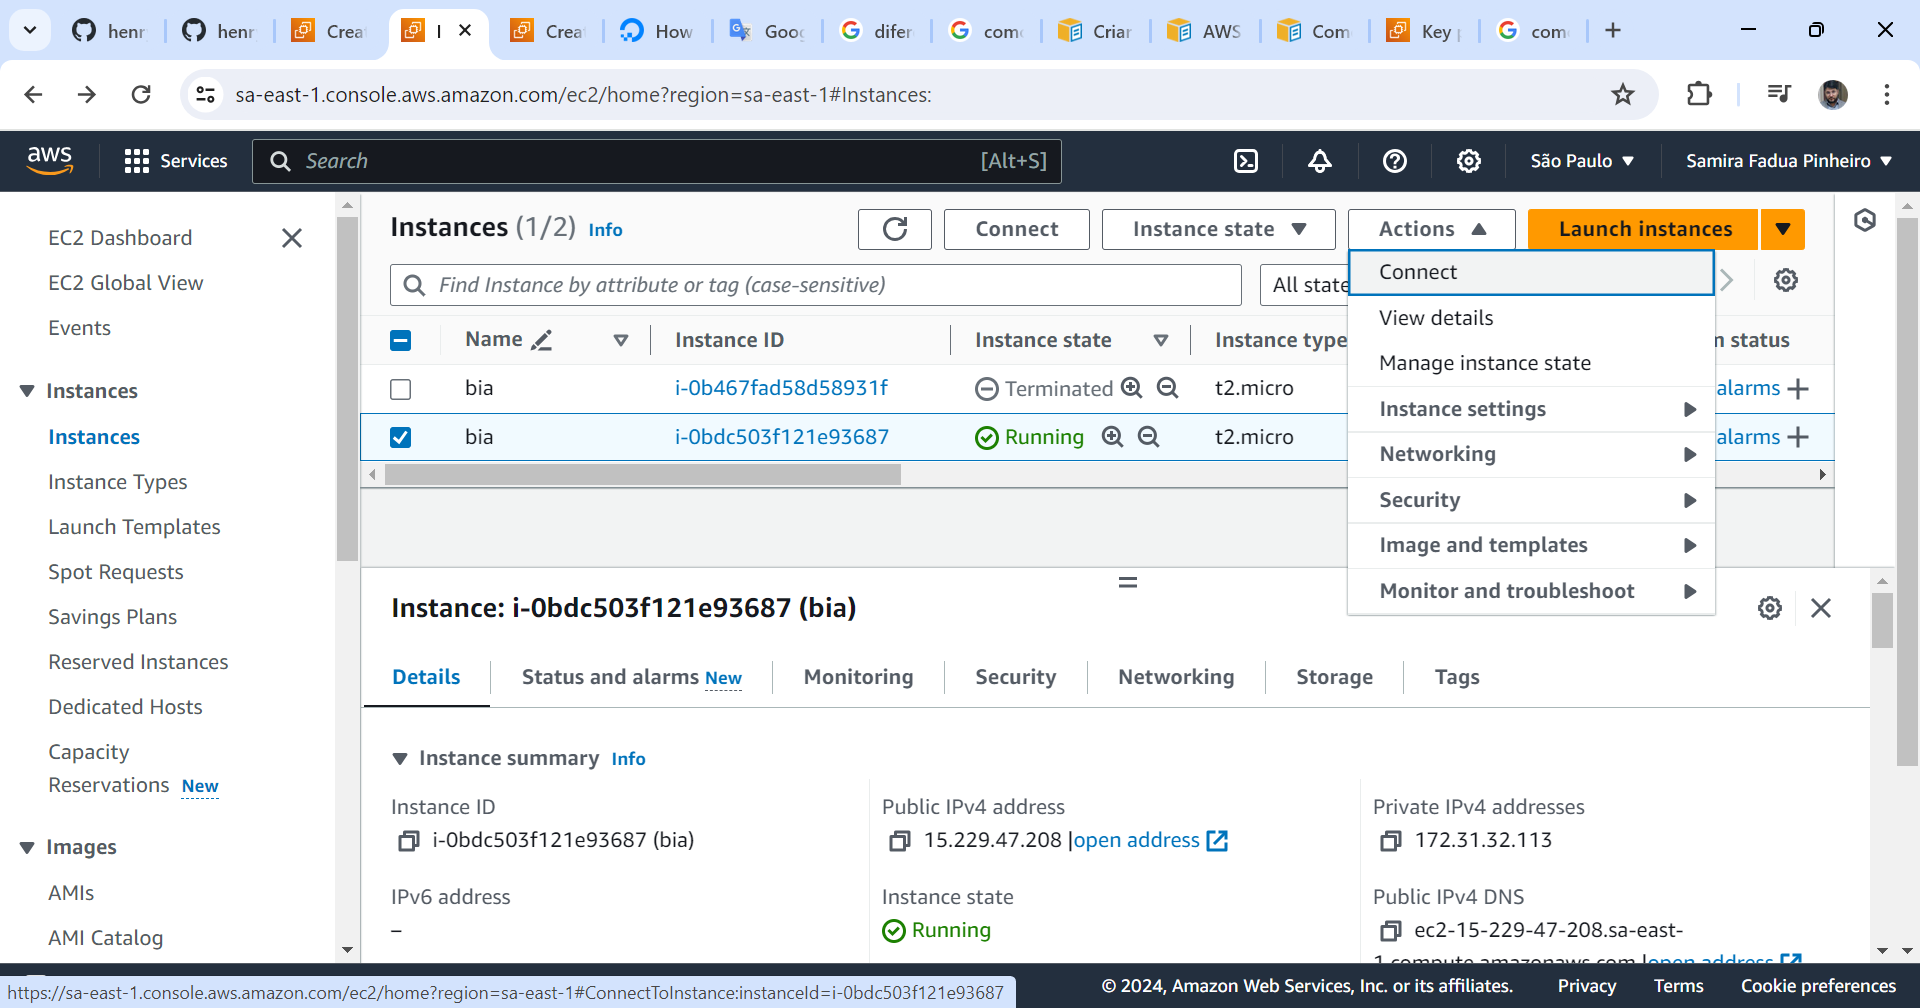 henr
henr
Crea
I
Crea
How
Goog
difer
como
Criar
AWS
Com
Key p
com
sa-east-1.console.aws.amazon.com/ec2/home?region=sa-east-1#Instances:
aws
Services
Search
[Alt+S]
São Paulo
Samira Fadua Pinheiro
EC2 Dashboard
EC2 Global View
Events
Instances
Instances
Instance Types
Launch Templates
Spot Requests
Savings Plans
Reserved Instances
Dedicated Hosts
Capacity
Reservations New
Images
AMIs
AMI Catalog
Instances (1/2) Info
Connect
Instance state
Actions
Launch instances
Find Instance by attribute or tag (case-sensitive)
All state
Connect
View details
Manage instance state
Instance settings
Networking
Security
Image and templates
Monitor and troubleshoot
Name Instance ID Instance state Instance type m status
bia i-0b467fad58d58931f Terminated t2.micro alarms
bia i-0bdc503f121e93687 Running t2.micro alarms
Instance: i-0bdc503f121e93687 (bia)
Details Status and alarms New Monitoring Security Networking Storage Tags
Instance summary Info
Instance ID
i-0bdc503f121e93687 (bia)
Public IPv4 address
15.229.47.208 |open address
Private IPv4 addresses
172.31.32.113
IPv6 address
–
Instance state
Running
Public IPv4 DNS
ec2-15-229-47-208.sa-east-
1.compute.amazonaws.com |open address
https://sa-east-1.console.aws.amazon.com/ec2/home?region=sa-east-1#ConnectToInstance:instanceId=i-0bdc503f121e93687
© 2024, Amazon Web Services, Inc. or its affiliates. Privacy Terms Cookie preferences